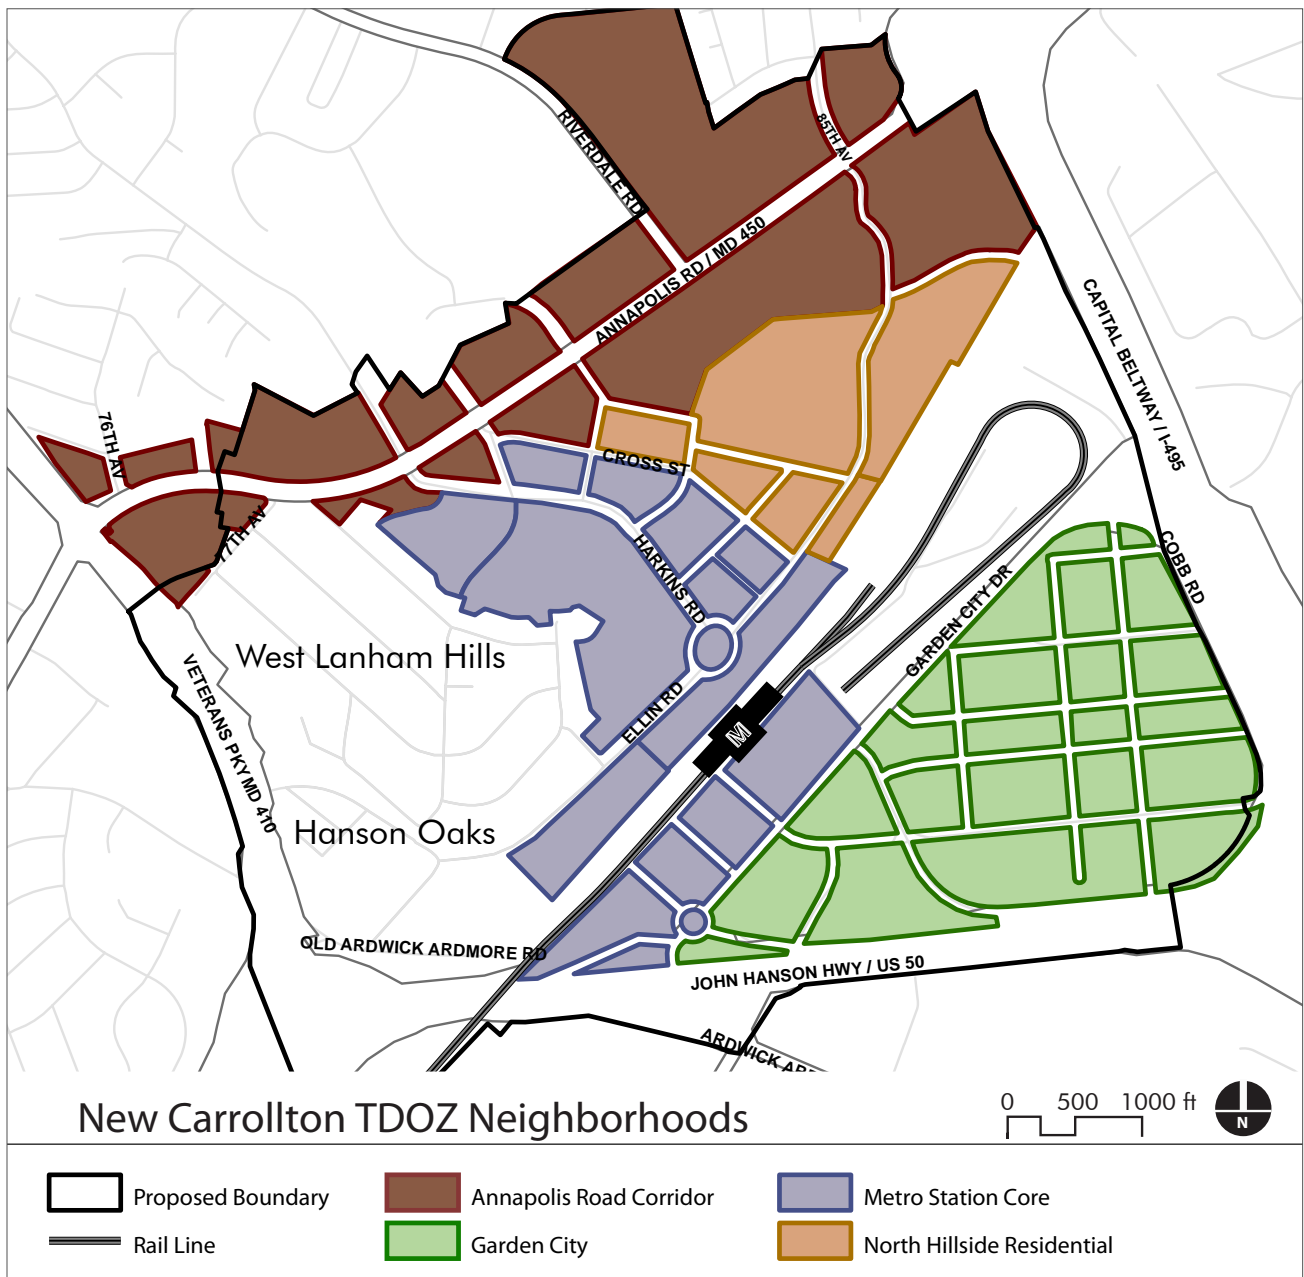 RIVERDALE RD
85TH AV
ANNAPOLIS RD / MD 450
CAPITAL BELTWAY / I-495
76TH AV
CROSS ST
77TH AV
HARKINS RD
GARDEN CITY DR
COBB RD
West Lanham Hills
VETERANS PKY MD 410
ELLIN RD
M
Hanson Oaks
OLD ARDWICK ARDMORE RD
JOHN HANSON HWY / US 50
ARDWICK
New Carrollton TDOZ Neighborhoods
0 500 1000 ft
N
Proposed Boundary
Annapolis Road Corridor
Metro Station Core
Rail Line
Garden City
North Hillside Residential